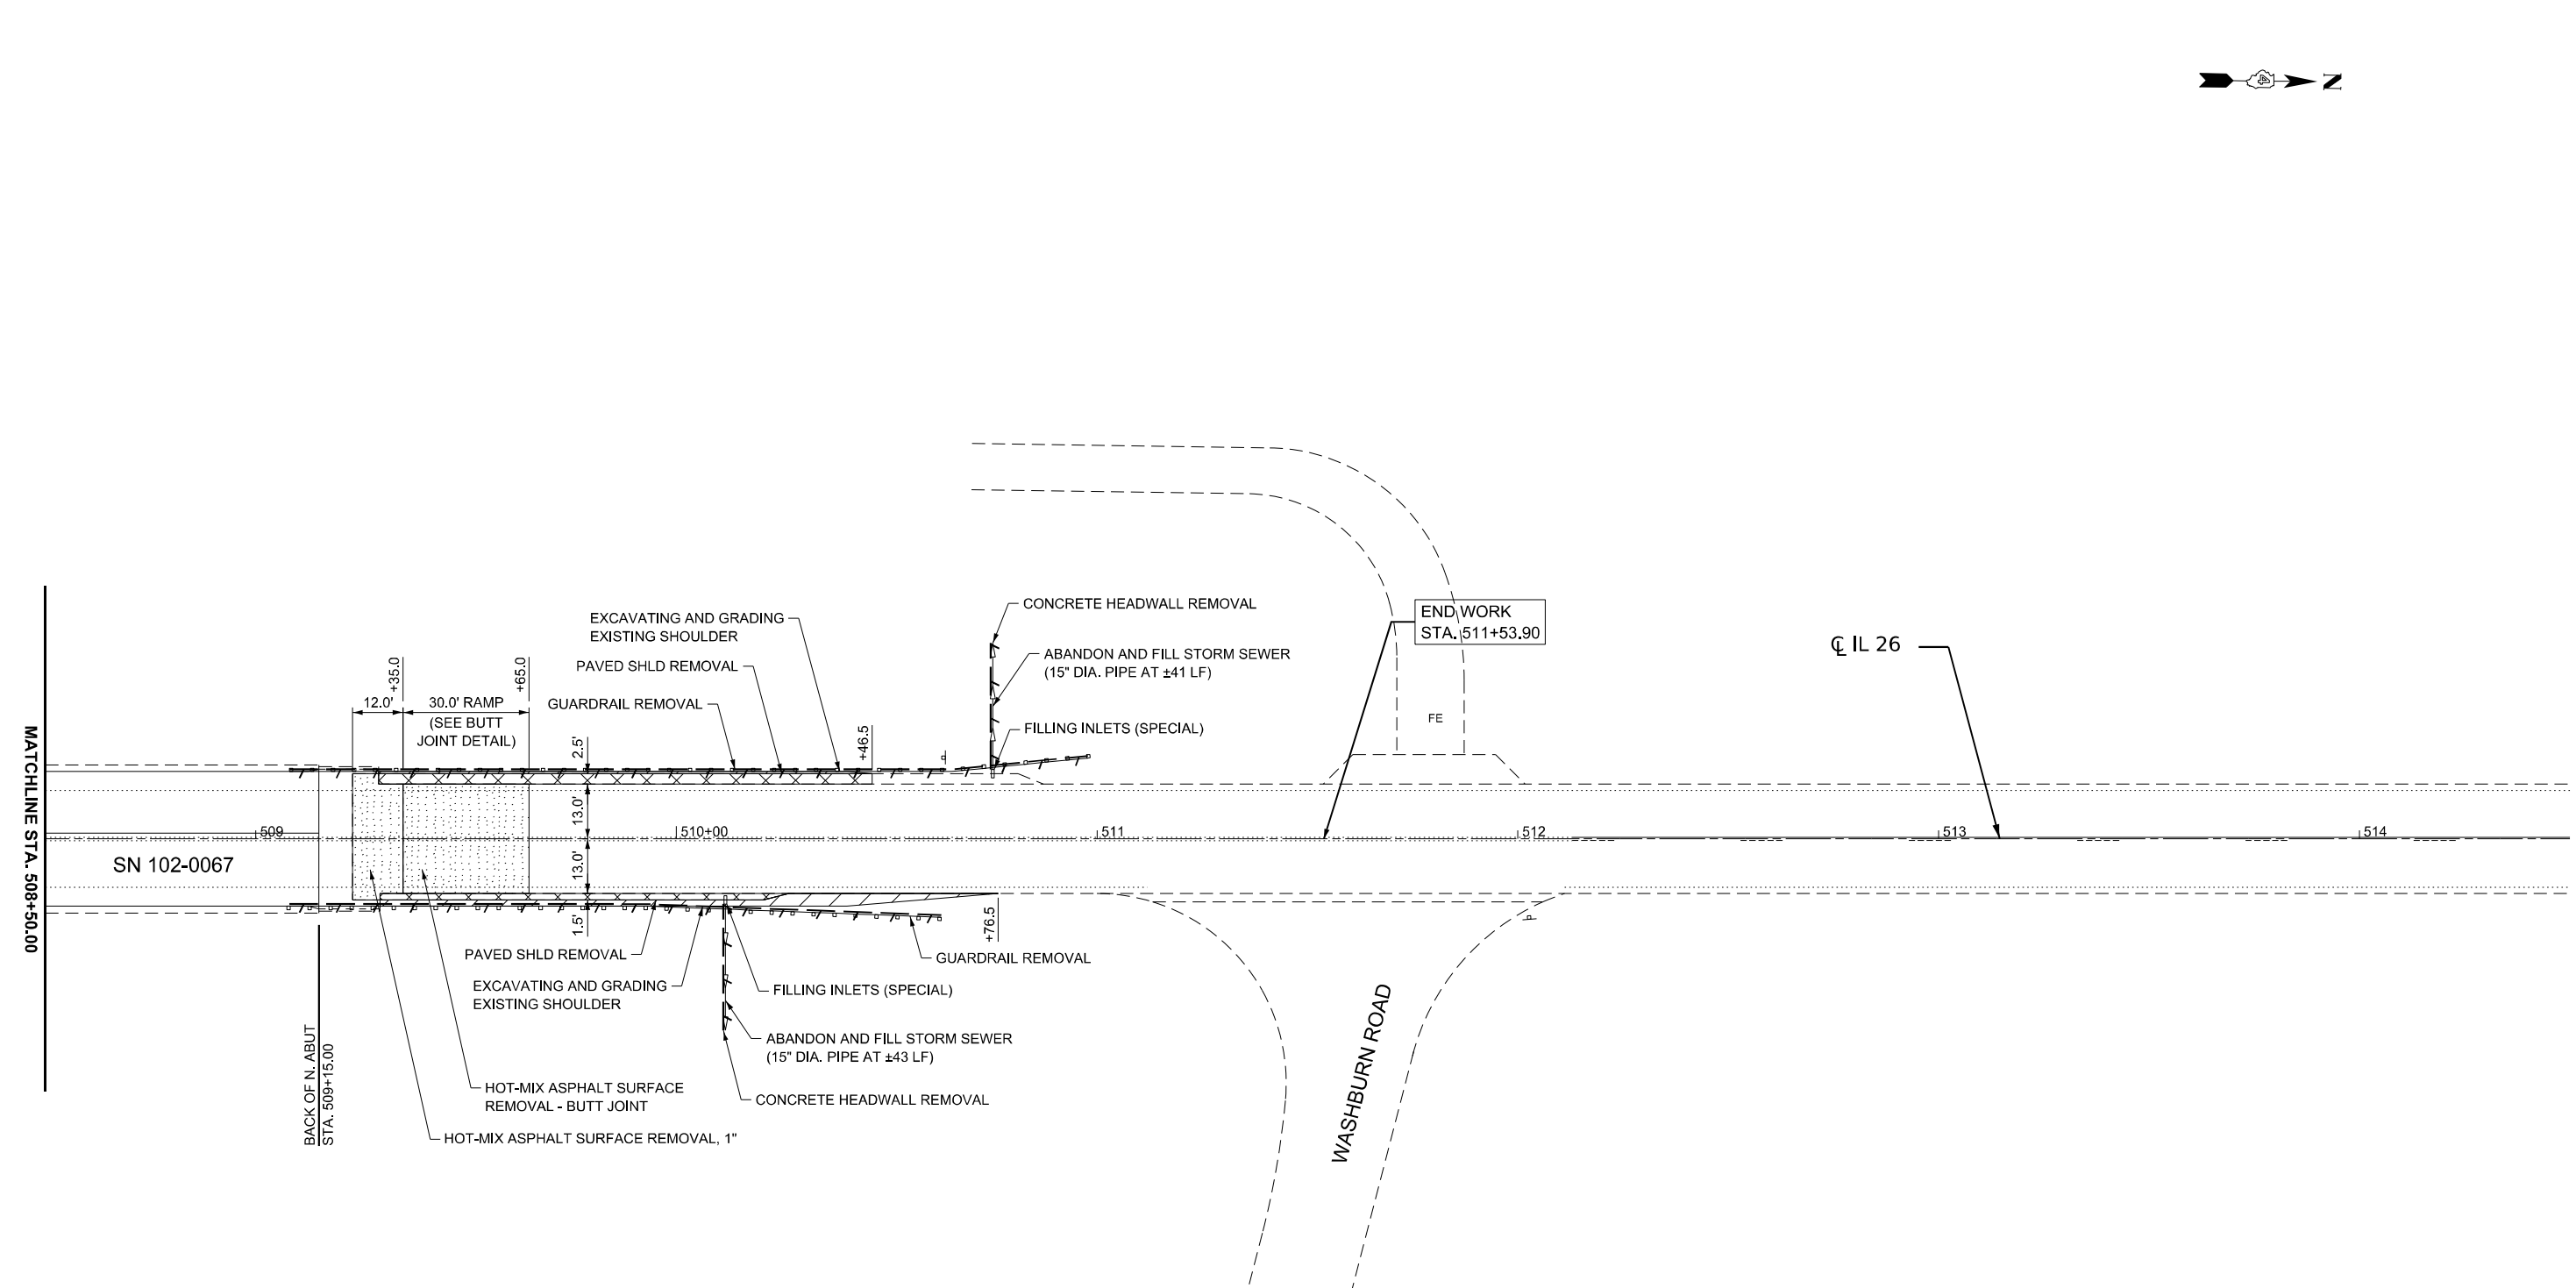 N
CONCRETE HEADWALL REMOVAL
EXCAVATING AND GRADING
EXISTING SHOULDER
END WORK
STA. 511+53.90
℄ IL 26
ABANDON AND FILL STORM SEWER
(15" DIA. PIPE AT ±41 LF)
PAVED SHLD REMOVAL
+35.0
+65.0
12.0'
30.0' RAMP
(SEE BUTT
JOINT DETAIL)
GUARDRAIL REMOVAL
FILLING INLETS (SPECIAL)
FE
2.5'
+46.5
MATCHLINE STA. 508+50.00
13.0'
509
510+00
511
512
513
514
SN 102-0067
13.0'
1.5'
+76.5
PAVED SHLD REMOVAL
GUARDRAIL REMOVAL
EXCAVATING AND GRADING
EXISTING SHOULDER
FILLING INLETS (SPECIAL)
ABANDON AND FILL STORM SEWER
(15" DIA. PIPE AT ±43 LF)
BACK OF N. ABUT
STA. 509+15.00
WASHBURN ROAD
HOT-MIX ASPHALT SURFACE
REMOVAL - BUTT JOINT
CONCRETE HEADWALL REMOVAL
HOT-MIX ASPHALT SURFACE REMOVAL, 1"